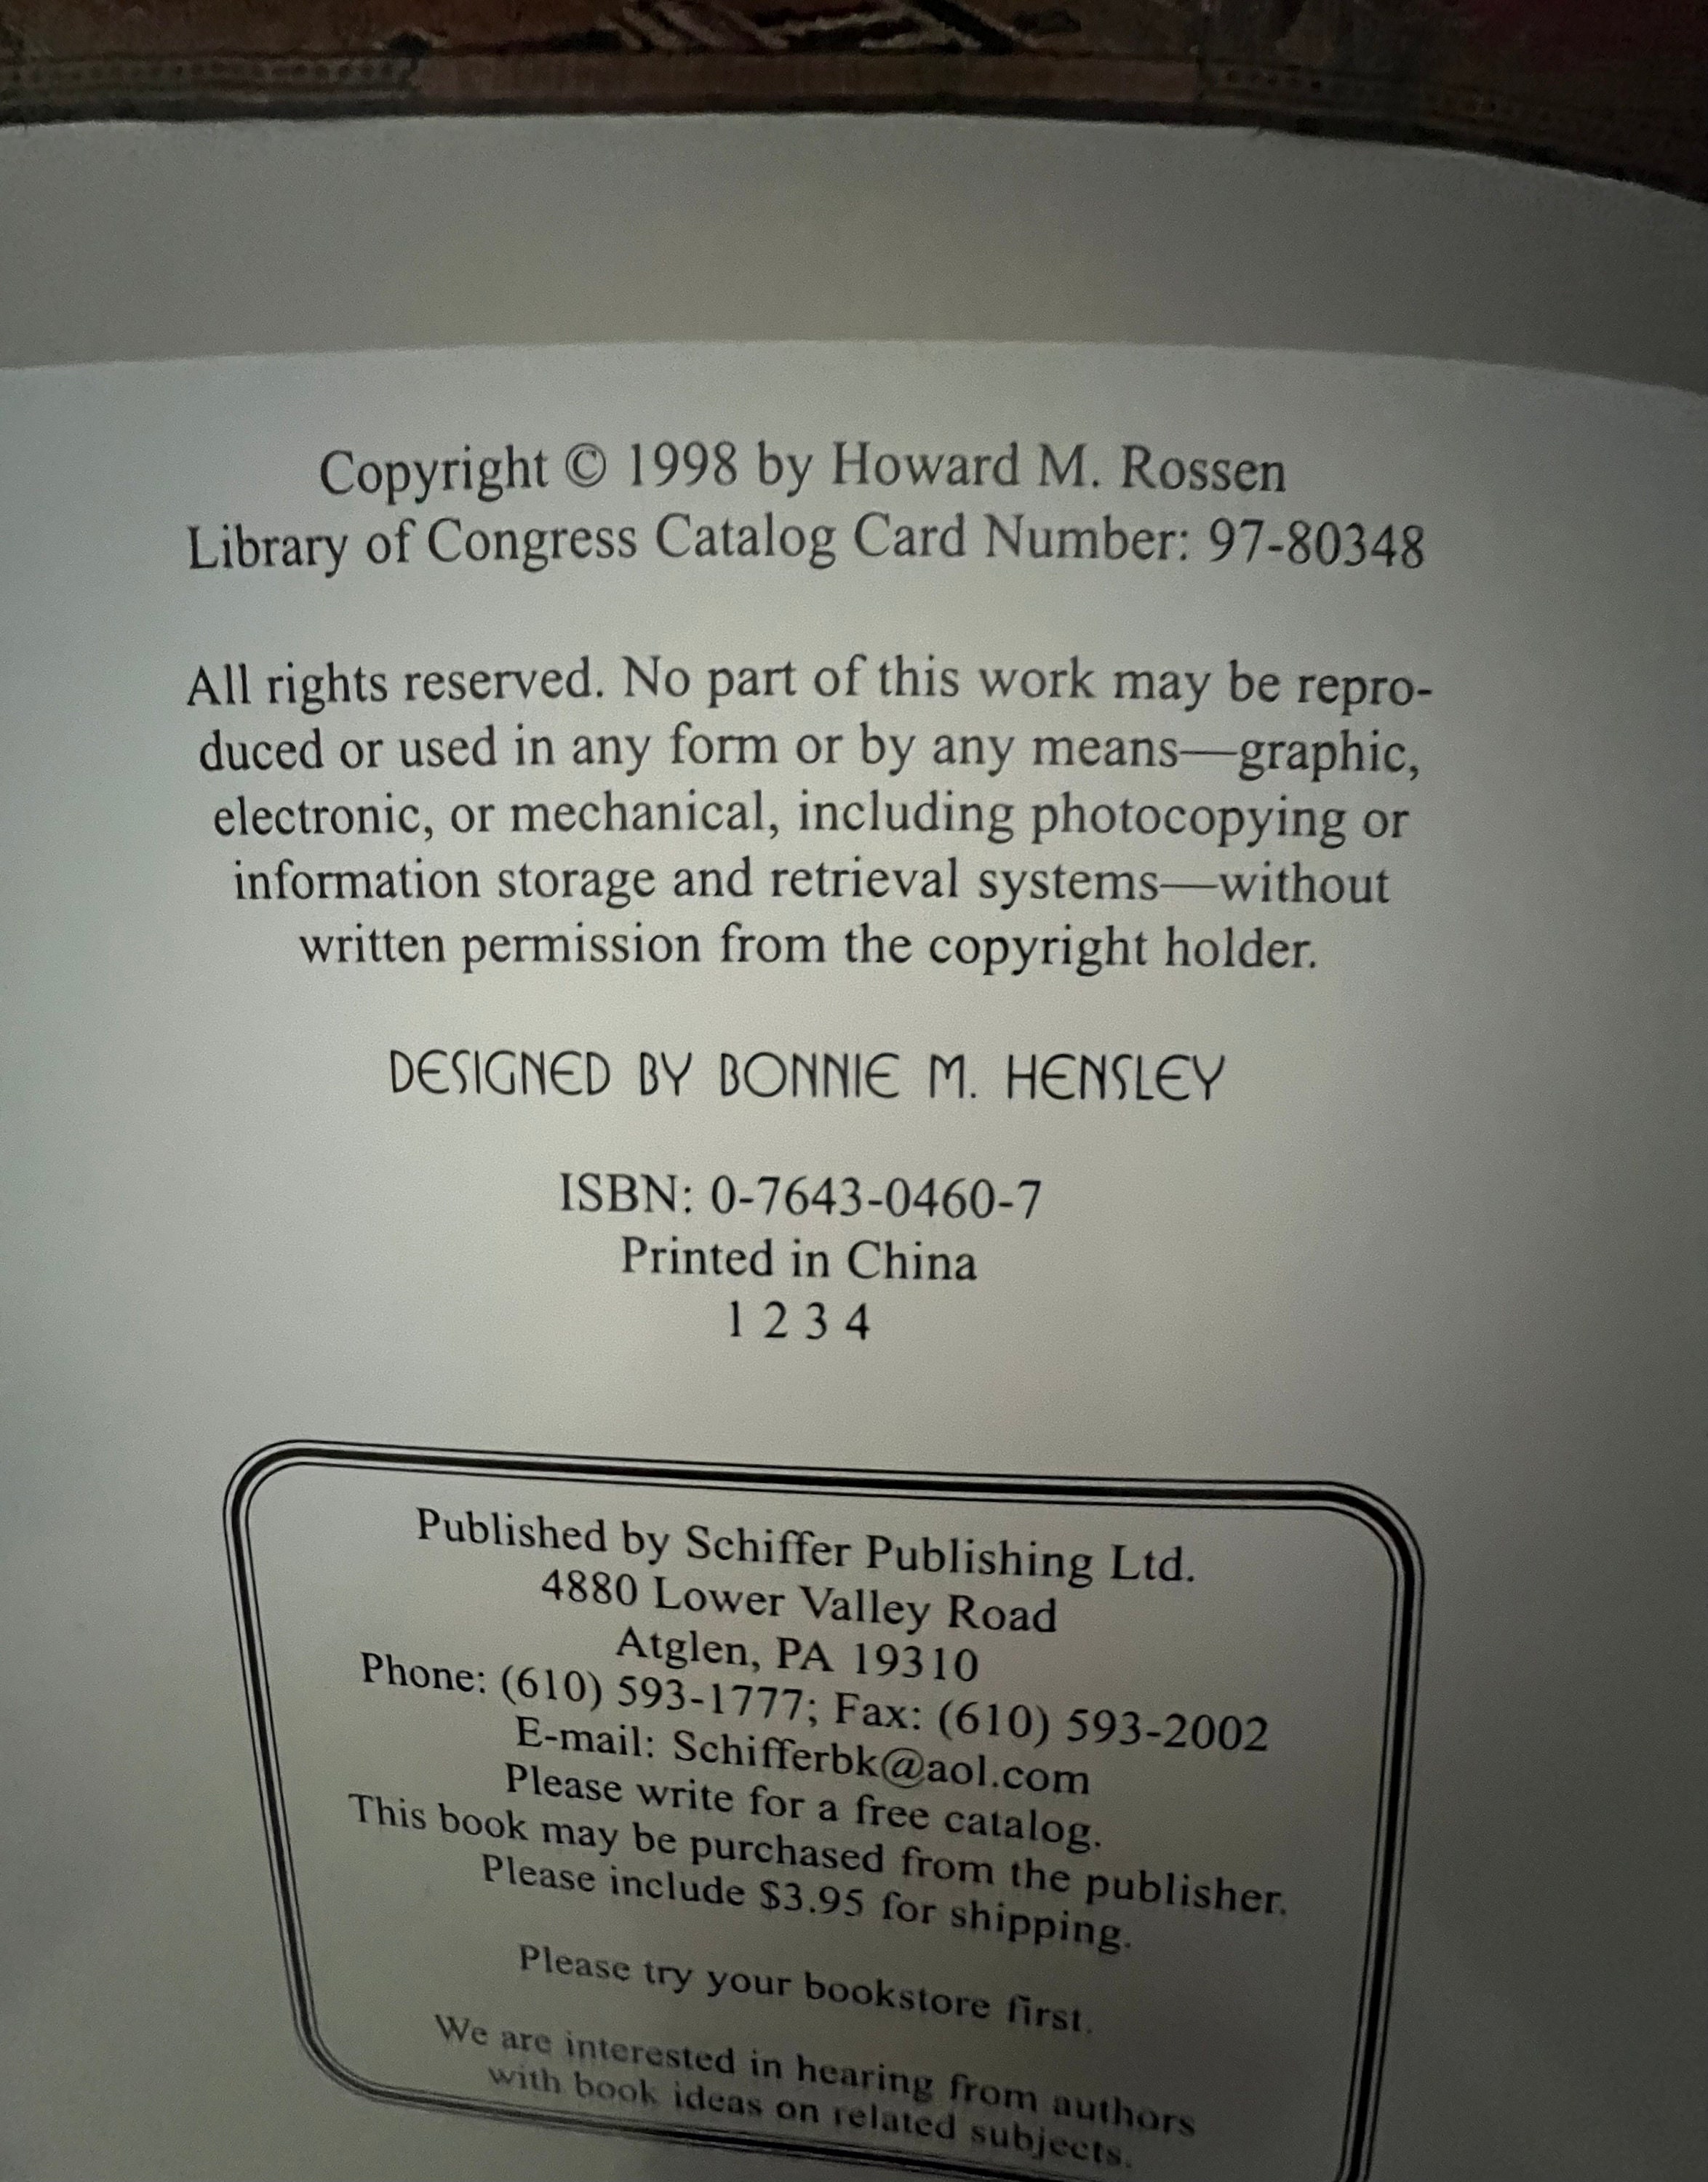 Copyright © 1998 by Howard M. Rossen
Library of Congress Catalog Card Number: 97-80348
All rights reserved. No part of this work may be repro-
duced or used in any form or by any means—graphic,
electronic, or mechanical, including photocopying or
information storage and retrieval systems—without
written permission from the copyright holder.
DESIGNED BY BONNIE M. HENSLEY
ISBN: 0-7643-0460-7
Printed in China
1 2 3 4
Published by Schiffer Publishing Ltd.
4880 Lower Valley Road
Atglen, PA 19310
Phone: (610) 593-1777; Fax: (610) 593-2002
E-mail: Schifferbk@aol.com
Please write for a free catalog.
This book may be purchased from the publisher.
Please include $3.95 for shipping.
Please try your bookstore first.
We are interested in hearing from authors
with book ideas on related subjects.